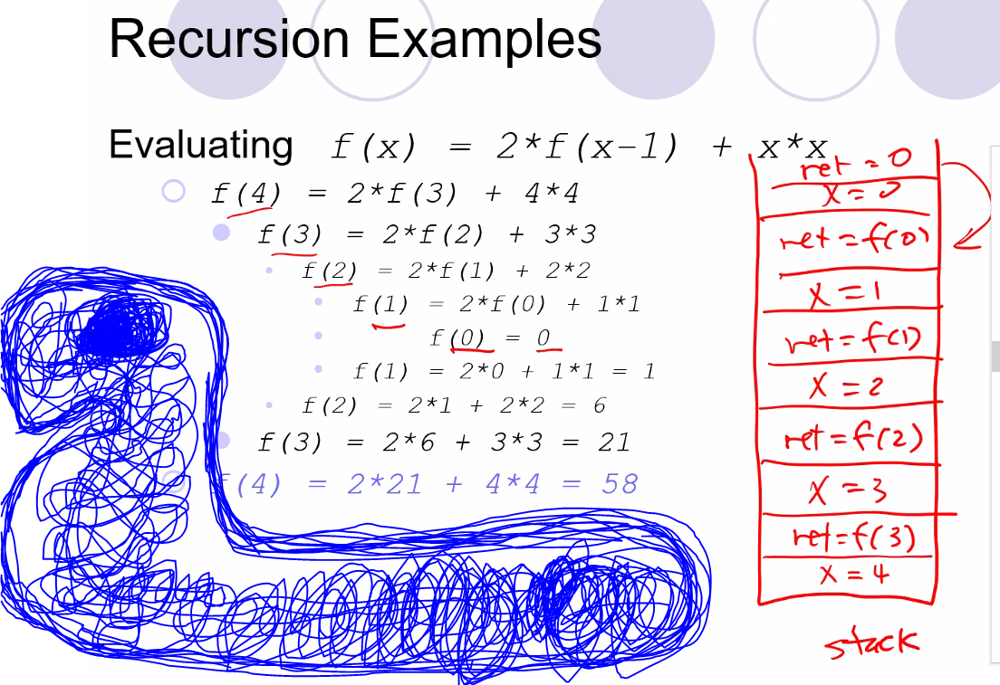 Recursion Examples
Evaluating f(x) = 2*f(x-1) + x*x
f(4) = 2*f(3) + 4*4
f(3) = 2*f(2) + 3*3
f(2) = 2*f(1) + 2*2
f(1) = 2*f(0) + 1*1
f(0) = 0
f(1) = 2*0 + 1*1 = 1
f(2) = 2*1 + 2*2 = 6
f(3) = 2*6 + 3*3 = 21
f(4) = 2*21 + 4*4 = 58
ret = 0
x = 0
ret = f(0)
x = 1
ret = f(1)
x = 2
ret = f(2)
x = 3
ret = f(3)
x = 4
stack